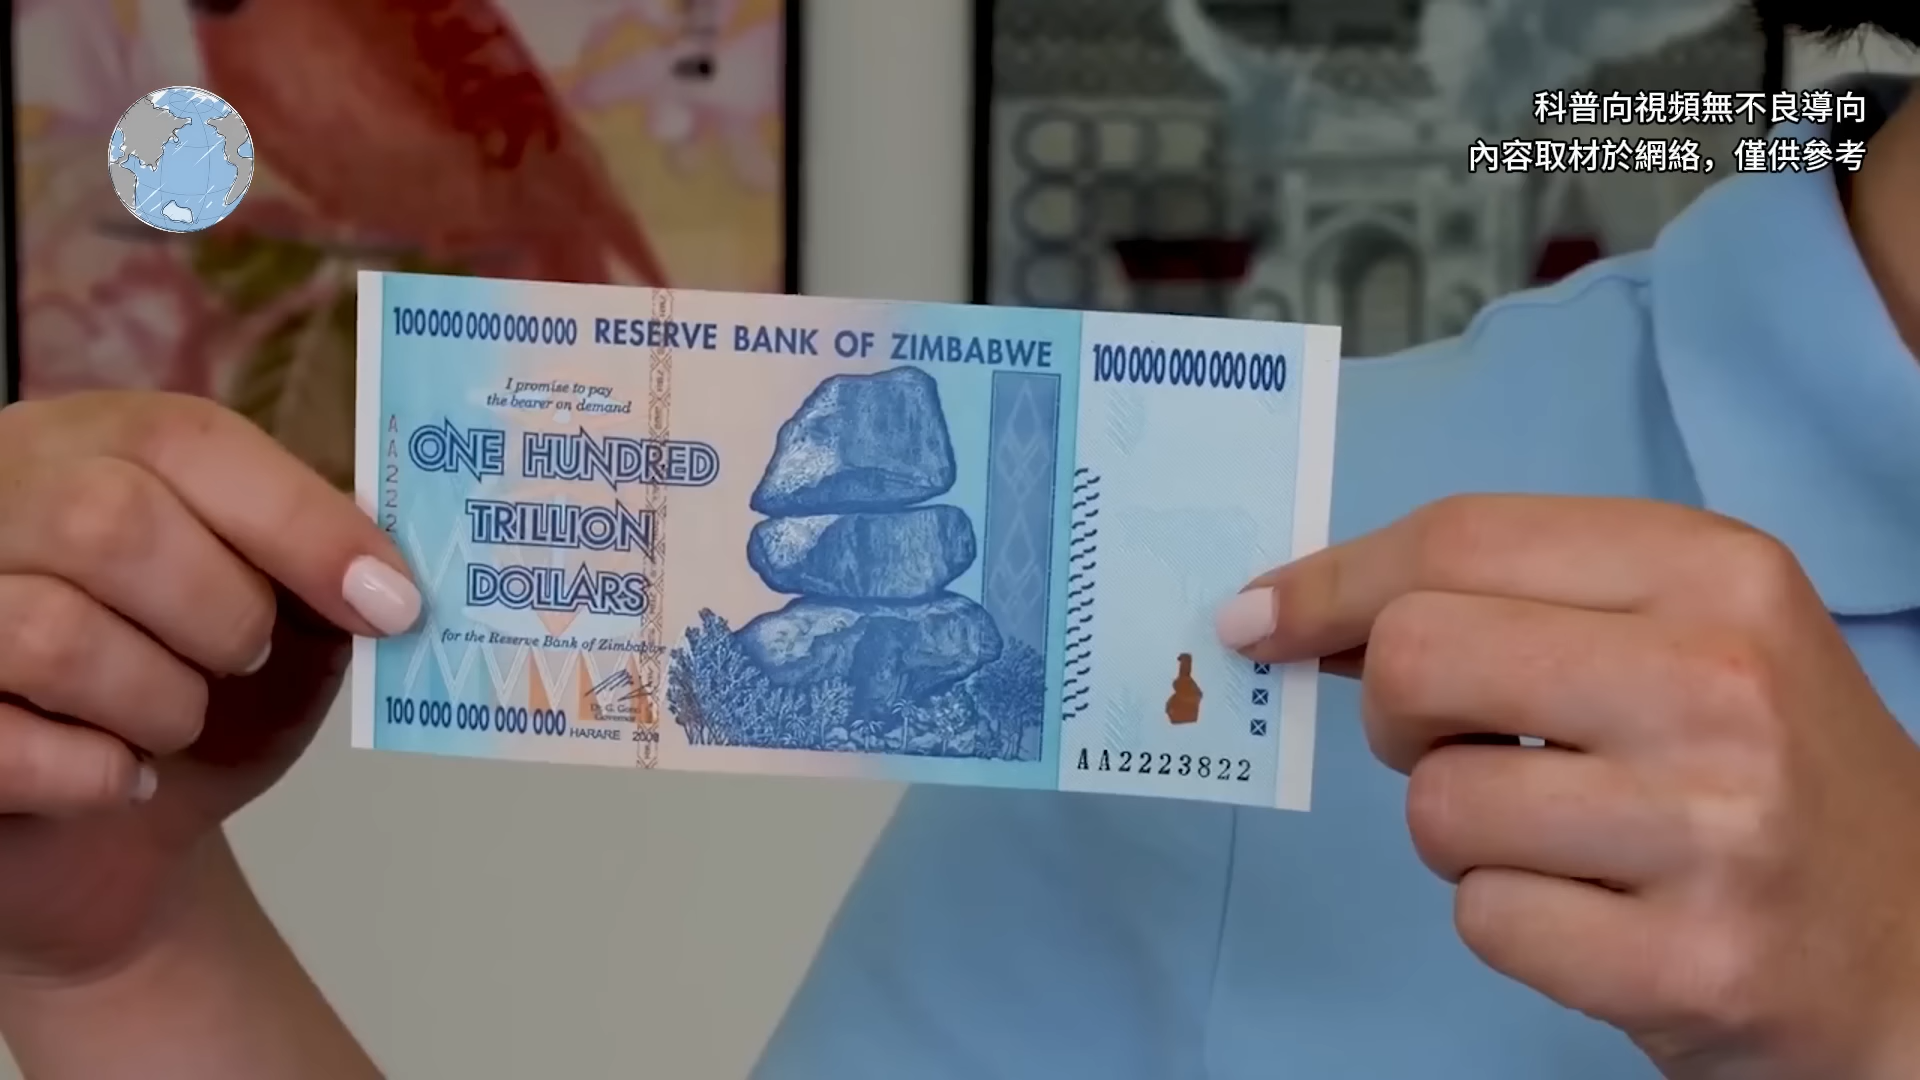 科普向視頻無不良導向
內容取材於網絡，僅供參考
100 000 000 000 000 RESERVE BANK OF ZIMBABWE
100 000 000 000 000
I promise to pay
the bearer on demand
ONE HUNDRED
TRILLION
DOLLARS
for the Reserve Bank of Zimbabwe
Governor
100 000 000 000 000 HARARE
AA222
AA2223822